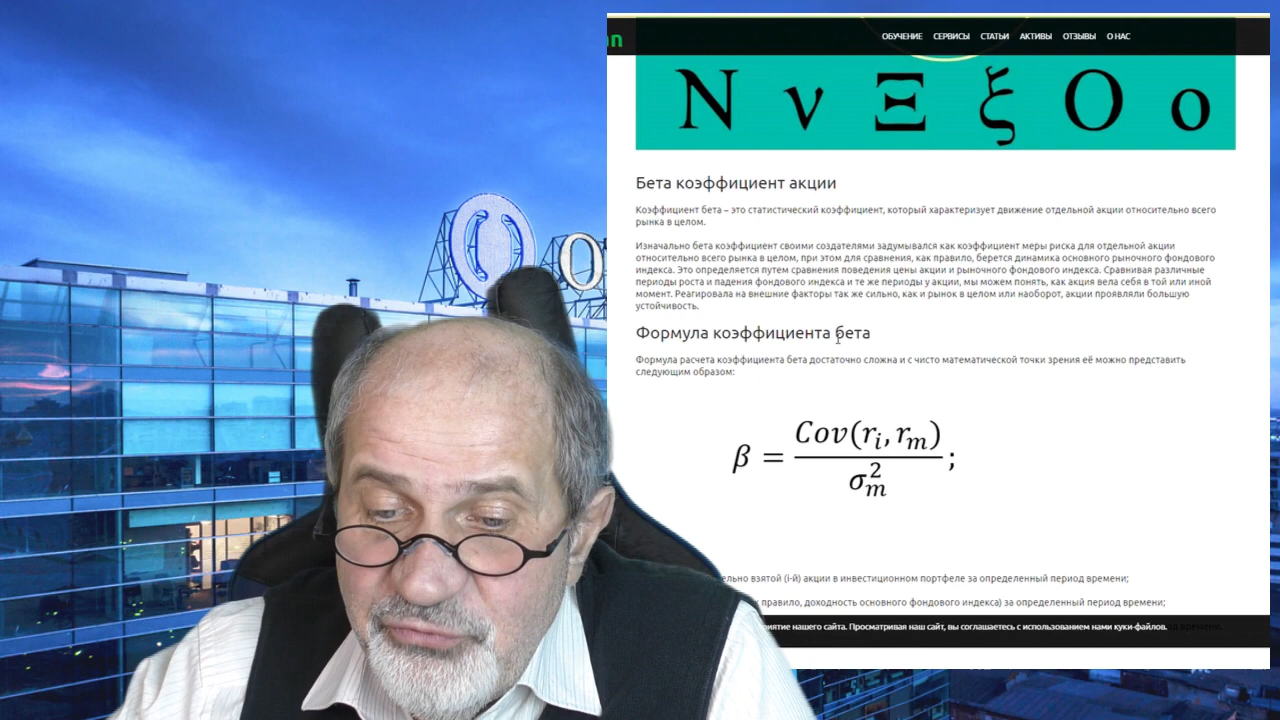 ОБУЧЕНИЕ СЕРВИСЫ СТАТЬИ АКТИВЫ ОТЗЫВЫ О НАС
Ν ν Ξ ξ Ο ο
Бета коэффициент акции
Коэффициент бета – это статистический коэффициент, который характеризует движение отдельной акции относительно всего
рынка в целом.
Изначально бета коэффициент своими создателями задумывался как коэффициент меры риска для отдельной акции
относительно всего рынка в целом, при этом для сравнения, как правило, берется динамика основного рыночного фондового
индекса. Это определяется путем сравнения поведения цены акции и рыночного фондового индекса. Сравнивая различные
периоды роста и падения фондового индекса и те же периоды у акции, мы можем понять, как акция вела себя в той или иной
момент. Реагировала на внешние факторы так же сильно, как и рынок в целом или наоборот, акции проявляли большую
устойчивость.
Формула коэффициента бета
Формула расчета коэффициента бета достаточно сложна и с чисто математической точки зрения её можно представить
следующим образом:
β = Cov(rᵢ, rₘ) / σₘ² ;
взятой (i-й) акции в инвестиционном портфеле за определенный период времени;
правило, доходность основного фондового индекса) за определенный период времени;
нашего сайта. Просматривая наш сайт, вы соглашаетесь с использованием нами куки-файлов.